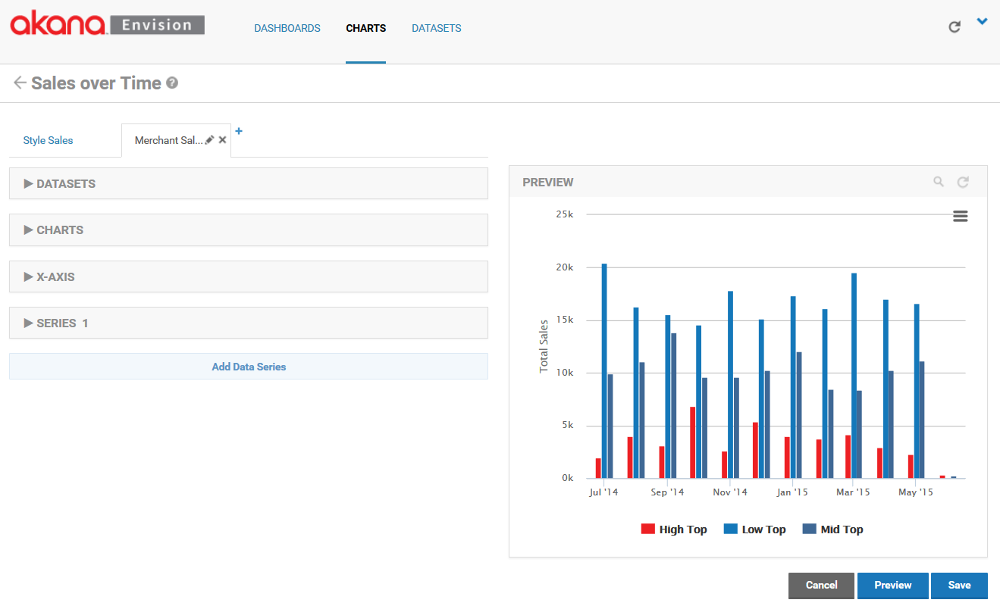 akana Envision
DASHBOARDS CHARTS DATASETS
Sales over Time ?
Style Sales Merchant Sal...
DATASETS
CHARTS
X-AXIS
SERIES 1
Add Data Series
PREVIEW
25k
20k
15k
10k
5k
0k
Total Sales
Jul '14 Sep '14 Nov '14 Jan '15 Mar '15 May '15
High Top Low Top Mid Top
Cancel Preview Save